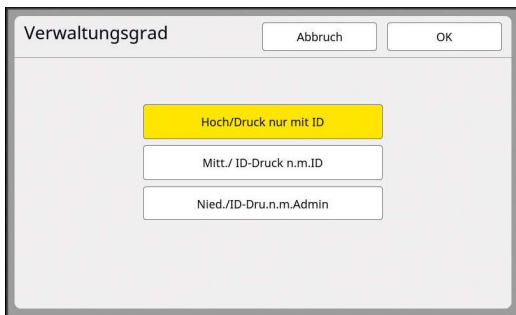 Verwaltungsgrad
Abbruch
OK
Hoch/Druck nur mit ID
Mitt./ ID-Druck n.m.ID
Nied./ID-Dru.n.m.Admin